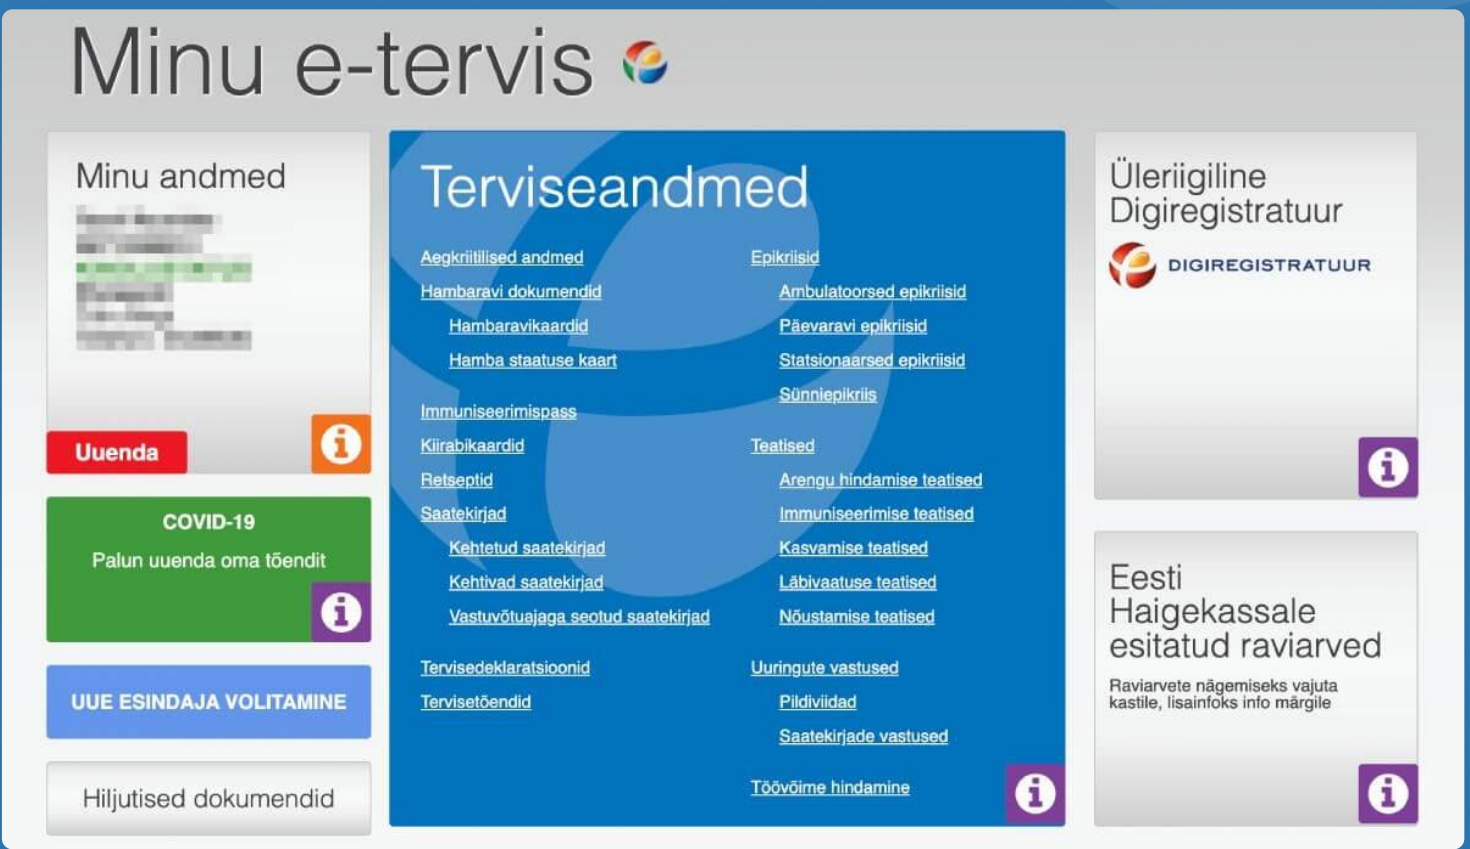 Minu e-tervis
Minu andmed
Uuenda
COVID-19
Palun uuenda oma tõendit
UUE ESINDAJA VOLITAMINE
Hiljutised dokumendid
Terviseandmed
Aegkriitilised andmed
Hambaravi dokumendid
Hambaravikaardid
Hamba staatuse kaart
Immuniseerimispass
Kiirabikaardid
Retseptid
Saatekirjad
Kehtetud saatekirjad
Kehtivad saatekirjad
Vastuvõtuajaga seotud saatekirjad
Tervisedeklaratsioonid
Tervisetõendid
Epikriisid
Ambulatoorsed epikriisid
Päevaravi epikriisid
Statsionaarsed epikriisid
Sünniepikriis
Teatised
Arengu hindamise teatised
Immuniseerimise teatised
Kasvamise teatised
Läbivaatuse teatised
Nõustamise teatised
Uuringute vastused
Pildiviidad
Saatekirjade vastused
Töövõime hindamine
Üleriigiline
Digiregistratuur
DIGIREGISTRATUUR
Eesti
Haigekassale
esitatud raviarved
Raviarvete nägemiseks vajuta
kastile, lisainfoks info märgile